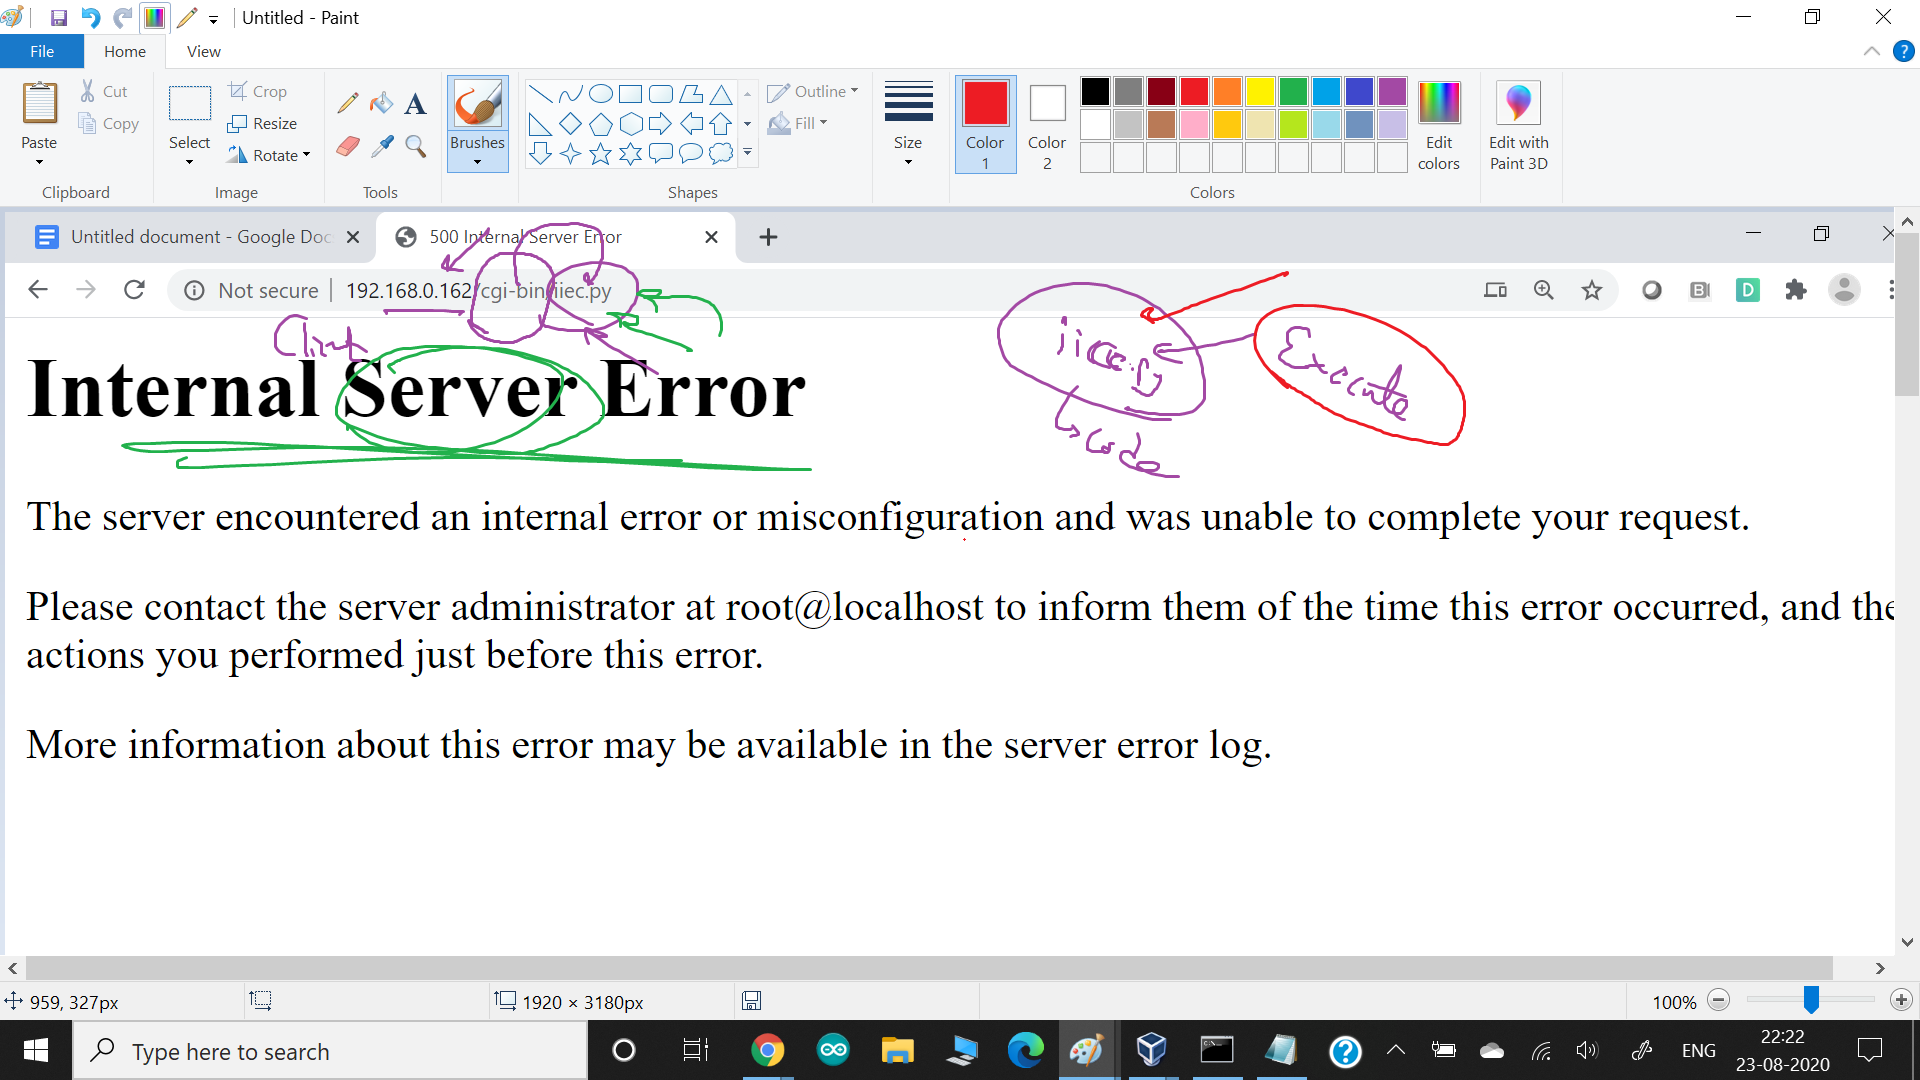 Untitled - Paint
File Home View
Paste
Cut
Copy
Clipboard
Select
Crop
Resize
Rotate
Image
Tools
Brushes
Shapes
Outline
Fill
Size
Color 1
Color 2
Colors
Edit colors
Edit with Paint 3D
Untitled document - Google Doc
500 Internal Server Error
Not secure | 192.168.0.162/cgi-bin/iiec.py
Client
iiec.py
Execute
code
Internal Server Error
The server encountered an internal error or misconfiguration and was unable to complete your request.
Please contact the server administrator at root@localhost to inform them of the time this error occurred, and the
actions you performed just before this error.
More information about this error may be available in the server error log.
959, 327px
1920 × 3180px
100%
Type here to search
ENG
22:22
23-08-2020